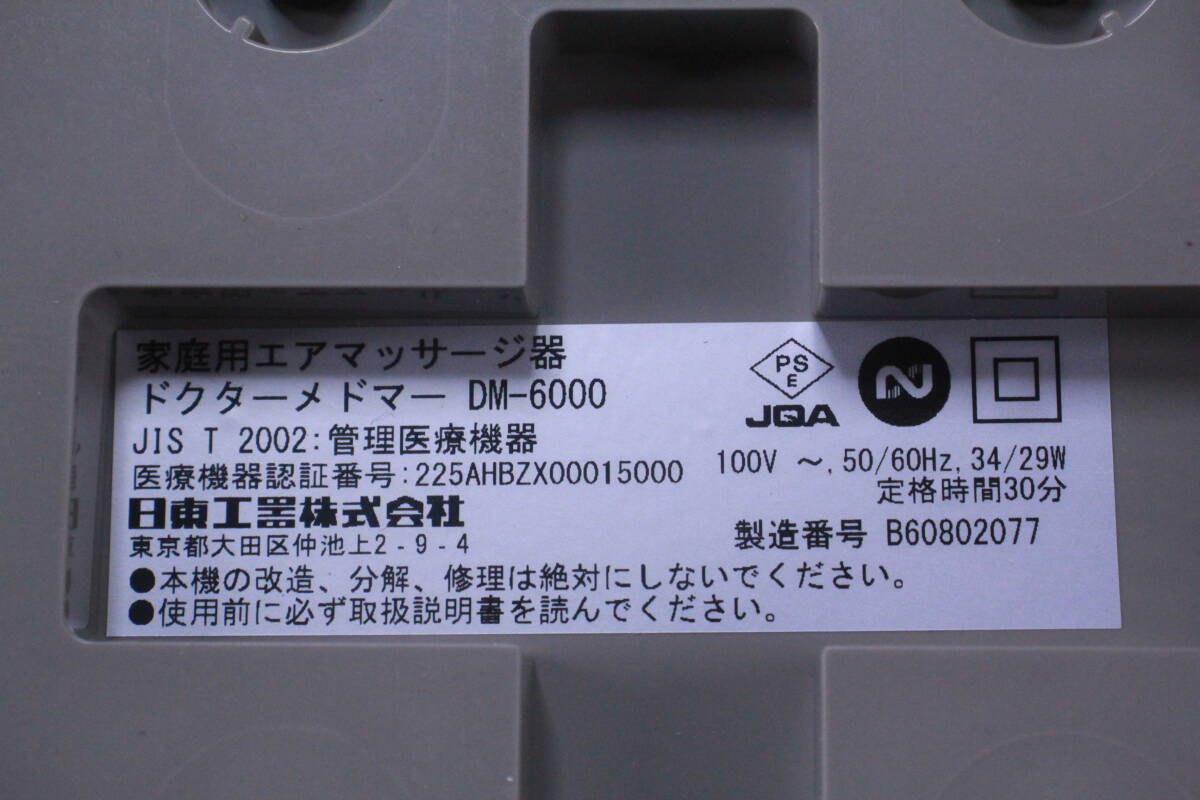 家庭用エアマッサージ器
ドクターメドマー DM-6000
JIS T 2002:管理医療機器
医療機器認証番号:225AHBZX00015000
日東工器株式会社
東京都大田区仲池上2-9-4
PS
E
JQA
100V ～, 50/60Hz, 34/29W
定格時間30分
製造番号 B60802077
●本機の改造、分解、修理は絶対にしないでください。
●使用前に必ず取扱説明書を読んでください。